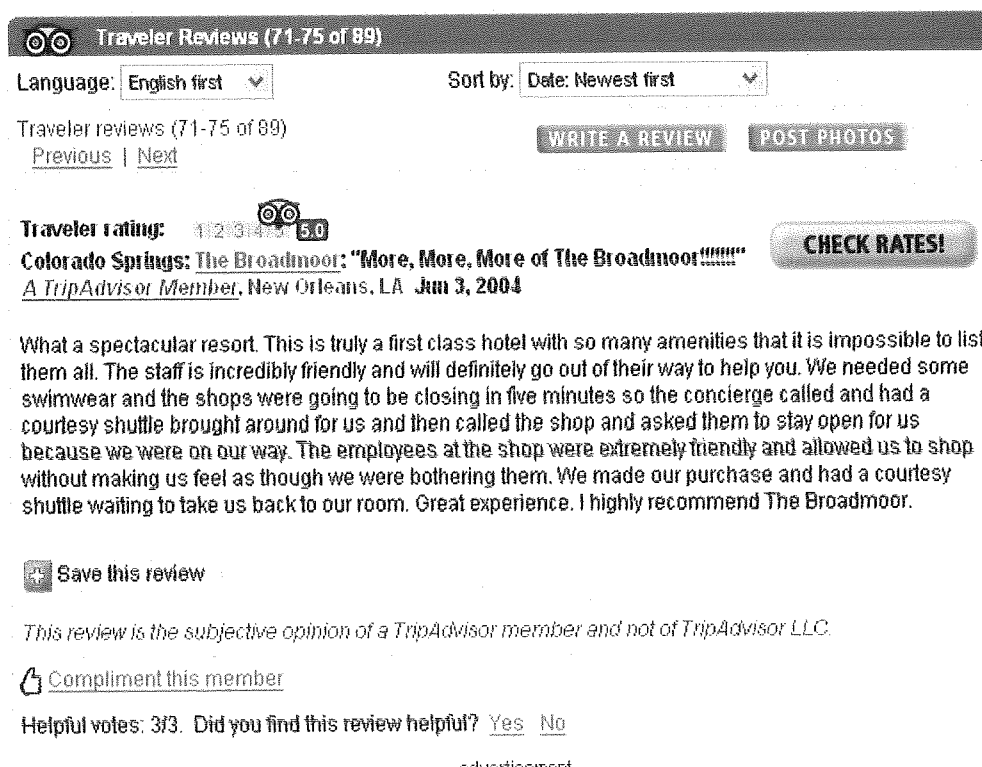 Traveler Reviews (71-75 of 89)
Language: English first Sort by: Date: Newest first
Traveler reviews (71-75 of 89)
WRITE A REVIEW POST PHOTOS
Previous | Next
Traveler rating: 1 2 3 4 5 5.0
CHECK RATES!
Colorado Springs: The Broadmoor: "More, More, More of The Broadmoor!!!!!!!"
A TripAdvisor Member, New Orleans, LA Jun 3, 2004
What a spectacular resort. This is truly a first class hotel with so many amenities that it is impossible to list
them all. The staff is incredibly friendly and will definitely go out of their way to help you. We needed some
swimwear and the shops were going to be closing in five minutes so the concierge called and had a
courtesy shuttle brought around for us and then called the shop and asked them to stay open for us
because we were on our way. The employees at the shop were extremely friendly and allowed us to shop
without making us feel as though we were bothering them. We made our purchase and had a courtesy
shuttle waiting to take us back to our room. Great experience. I highly recommend The Broadmoor.
Save this review
This review is the subjective opinion of a TripAdvisor member and not of TripAdvisor LLC.
Compliment this member
Helpful votes: 3/3. Did you find this review helpful? Yes No
advertisement